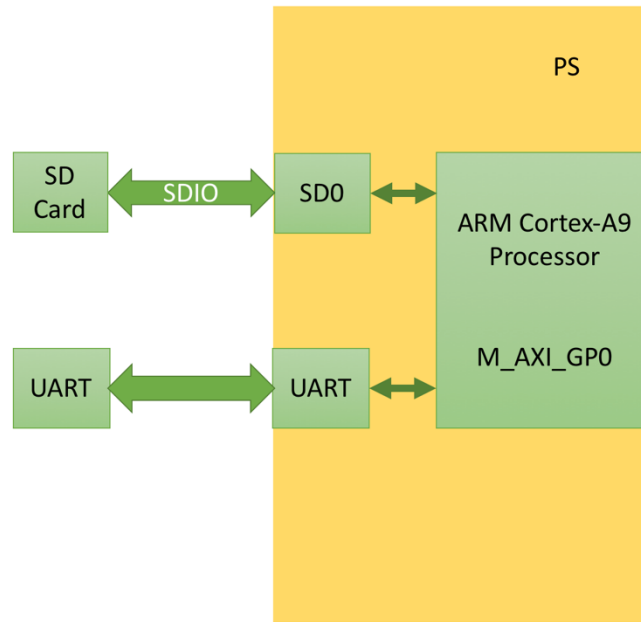 PS
SD
Card
SDIO
SD0
ARM Cortex-A9
Processor
M_AXI_GP0
UART
UART